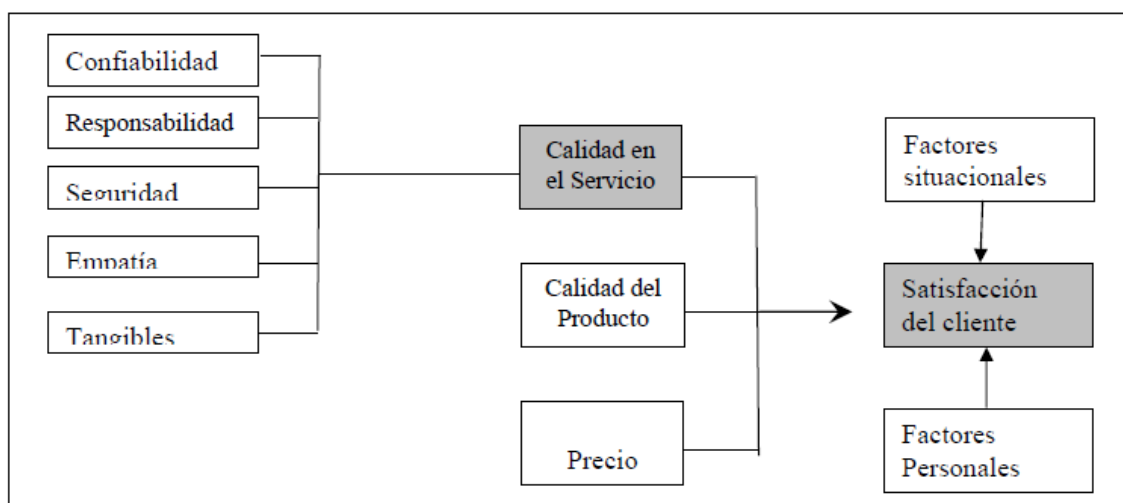 Confiabilidad
Responsabilidad
Seguridad
Empatía
Tangibles
Calidad en
el Servicio
Calidad del
Producto
Precio
Factores
situacionales
Satisfacción
del cliente
Factores
Personales